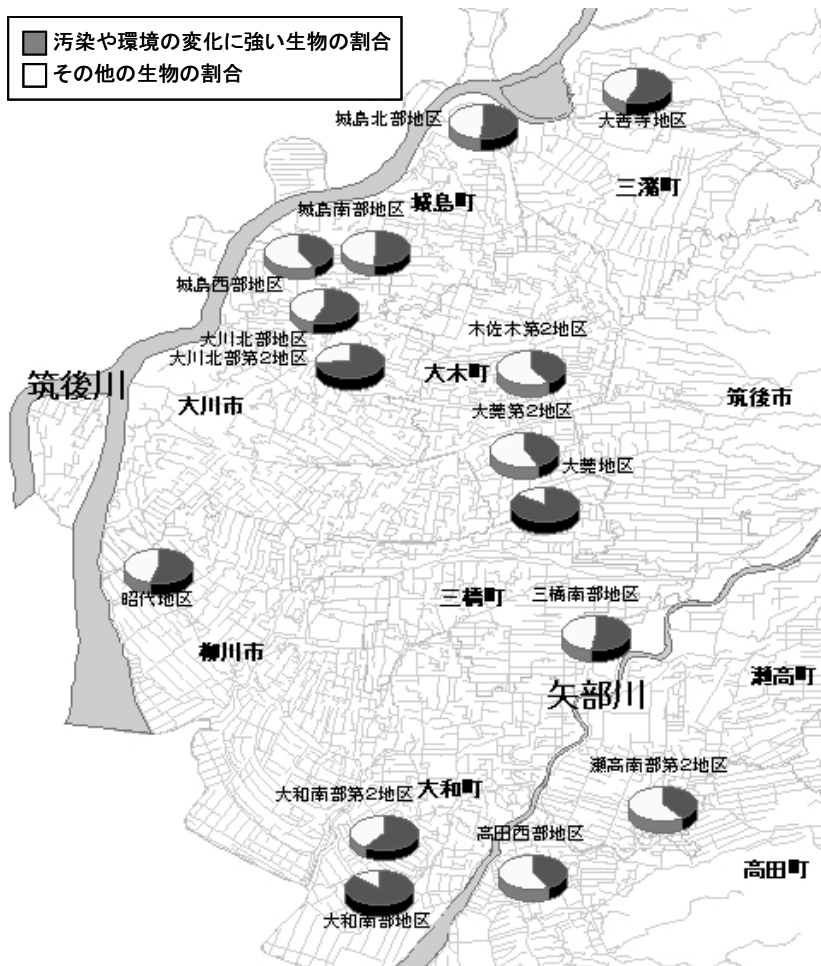 汚染や環境の変化に強い生物の割合
その他の生物の割合
城島北部地区
大善寺地区
三潴町
城島町
城島南部地区
城島西部地区
大川北部地区
大川北部第2地区
木佐木第2地区
筑後川
大川市
大木町
筑後市
大莞第2地区
大莞地区
昭代地区
三橋町
三橋南部地区
柳川市
矢部川
瀬高町
瀬高南部第2地区
大和南部第2地区
大和町
高田西部地区
高田町
大和南部地区